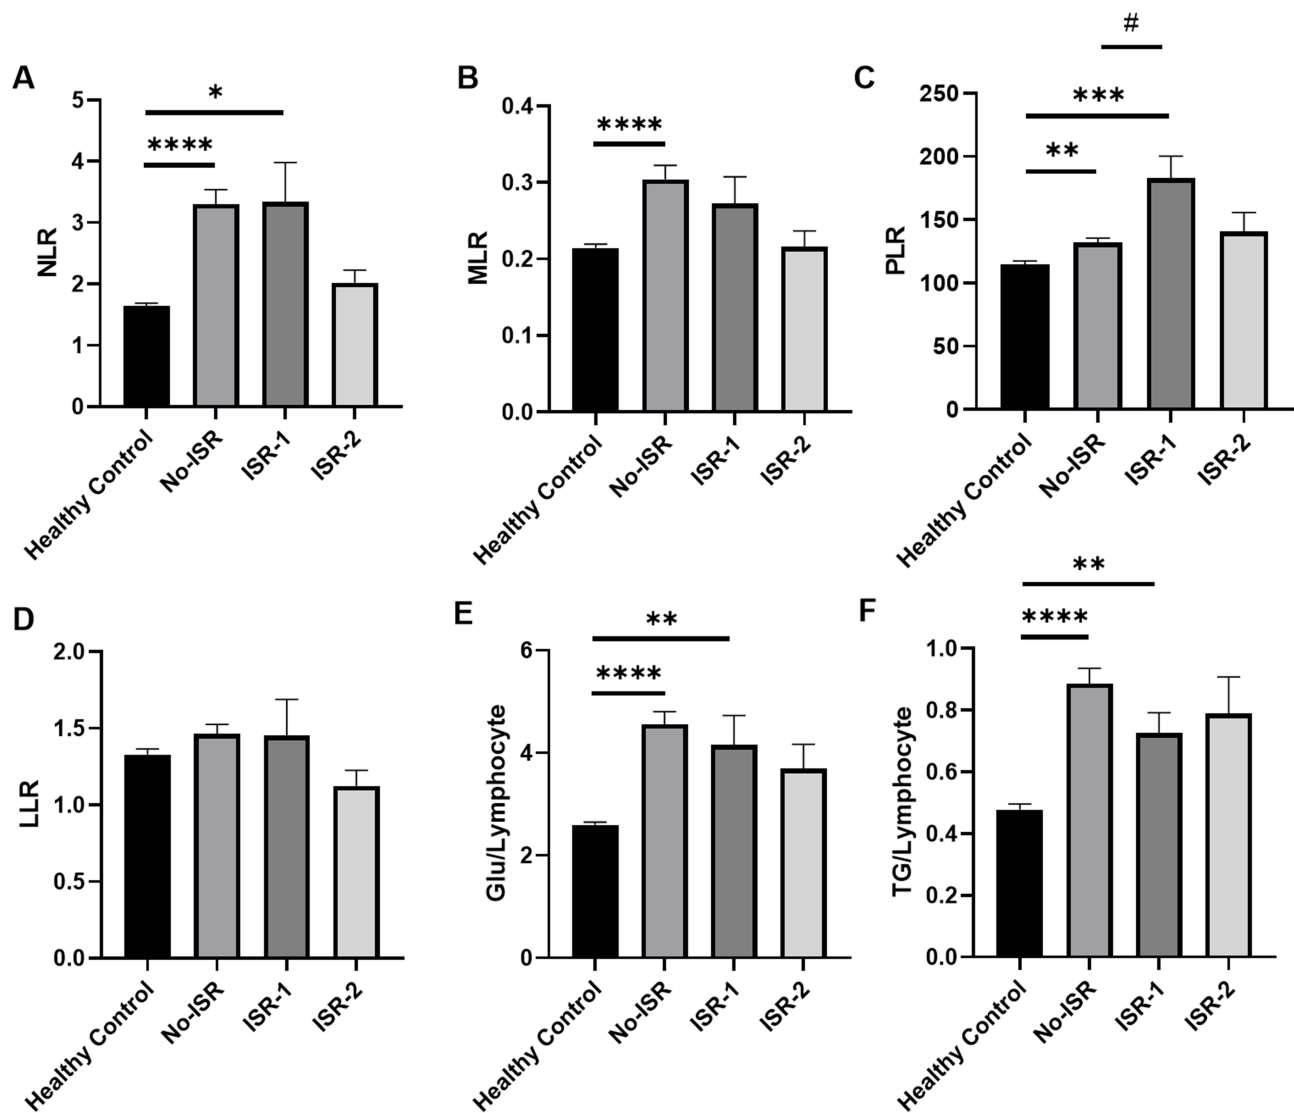 #
A
*
****
NLR
5
4
3
2
1
0
Healthy Control
No-ISR
ISR-1
ISR-2
B
****
MLR
0.4
0.3
0.2
0.1
0.0
Healthy Control
No-ISR
ISR-1
ISR-2
C
***
**
PLR
250
200
150
100
50
0
Healthy Control
No-ISR
ISR-1
ISR-2
D
LLR
2.0
1.5
1.0
0.5
0.0
Healthy Control
No-ISR
ISR-1
ISR-2
E
**
****
Glu/Lymphocyte
6
4
2
0
Healthy Control
No-ISR
ISR-1
ISR-2
F
**
****
TG/Lymphocyte
1.0
0.8
0.6
0.4
0.2
0.0
Healthy Control
No-ISR
ISR-1
ISR-2